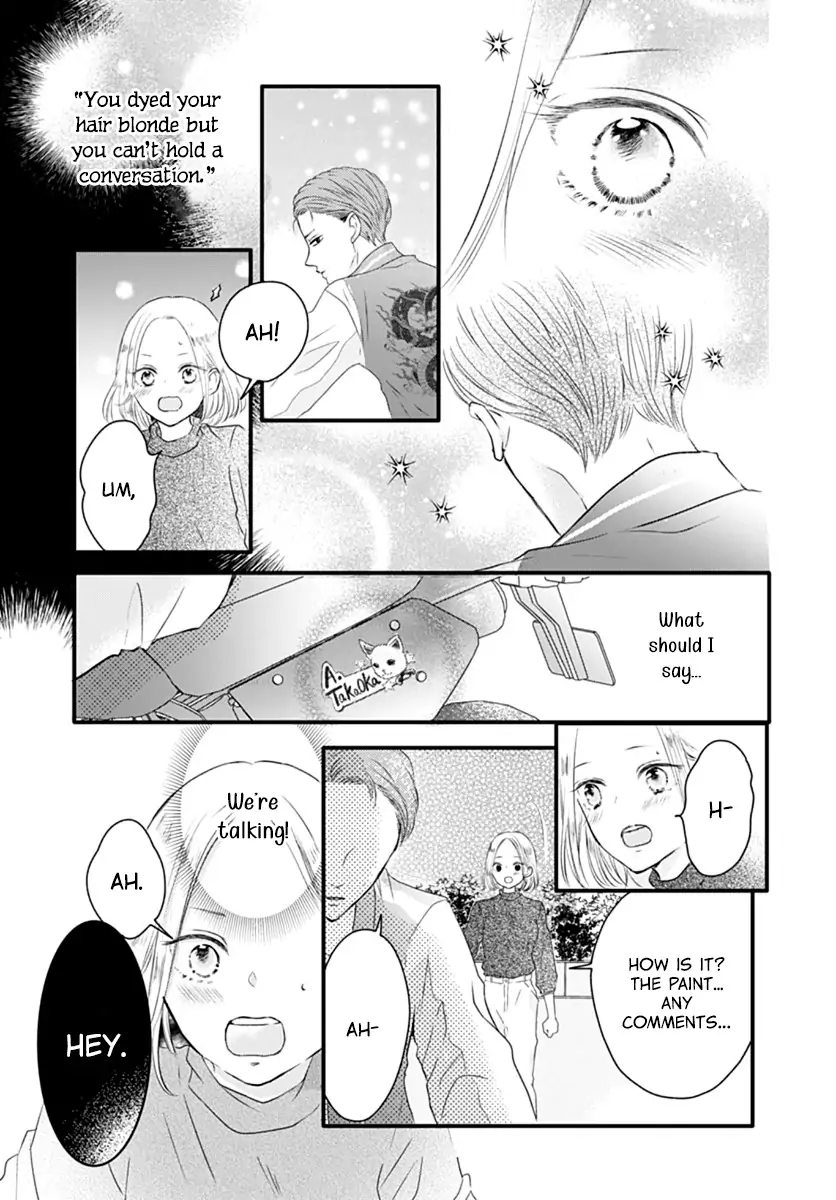 "You dyed your
hair blonde but
you can't hold a
conversation."
AH!
UM,
What
should I
say...
A.
TaKaOKa
H-
HOW IS IT?
THE PAINT...
ANY
COMMENTS...
AH-
We're
talking!
AH.
HEY.